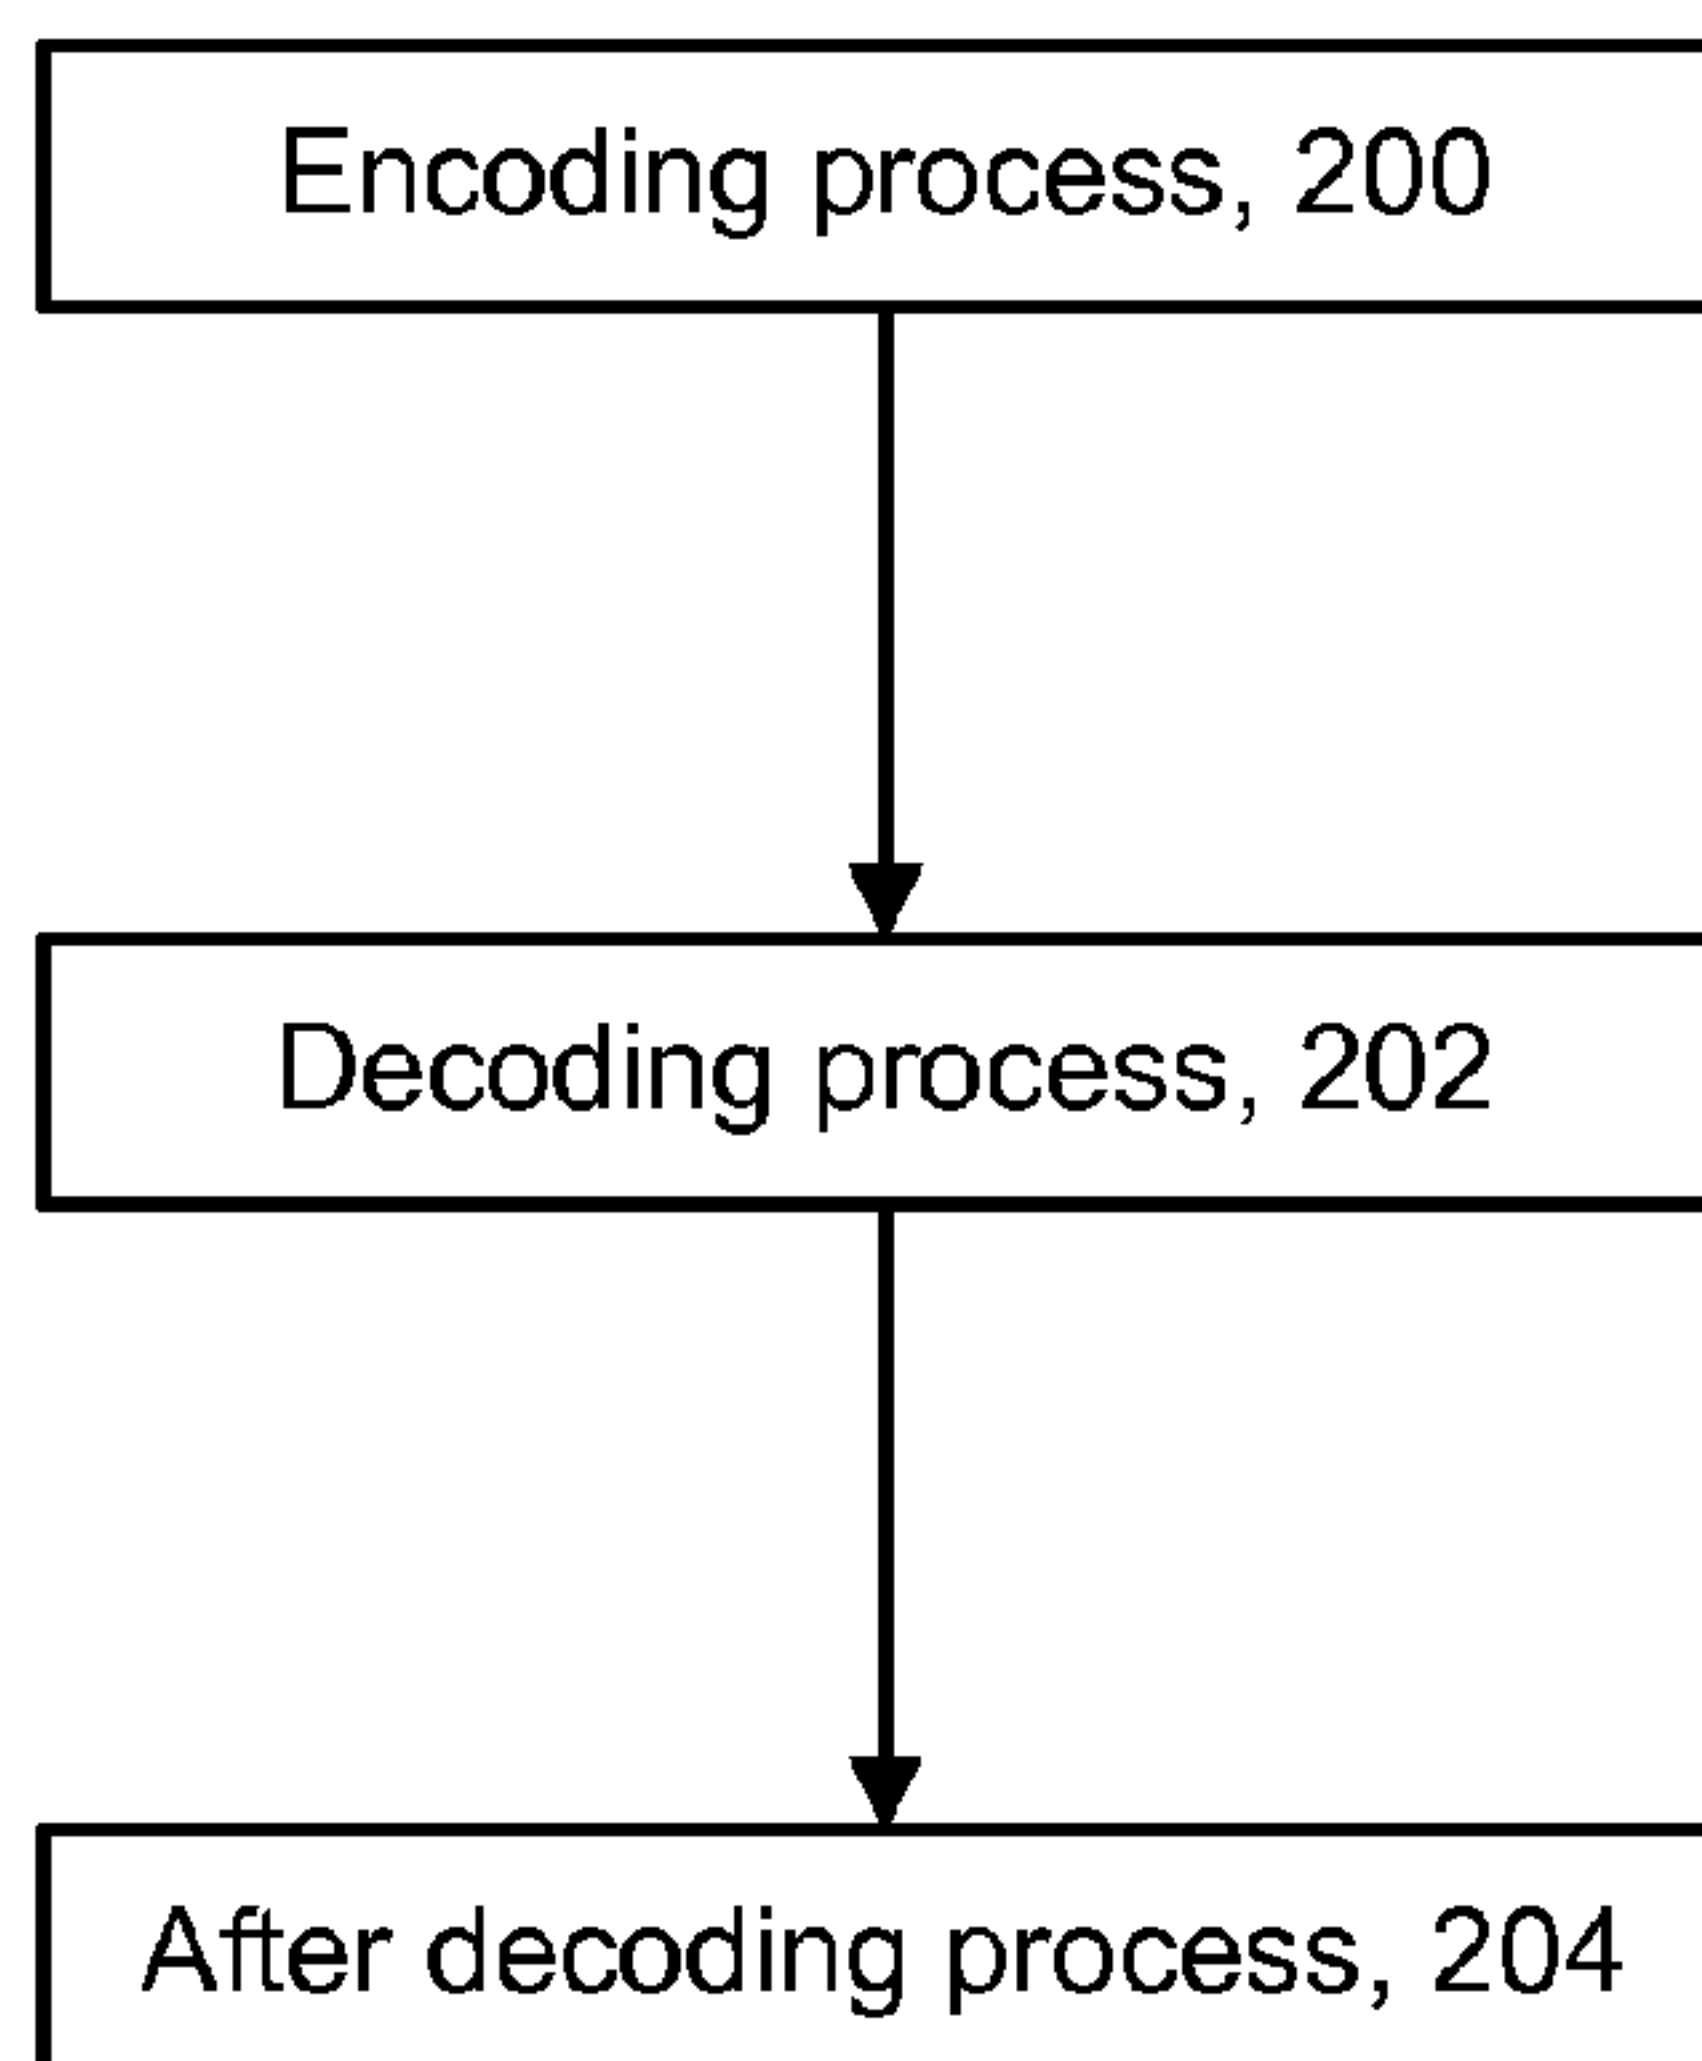 Encoding process, 200
Decoding process, 202
After decoding process, 204